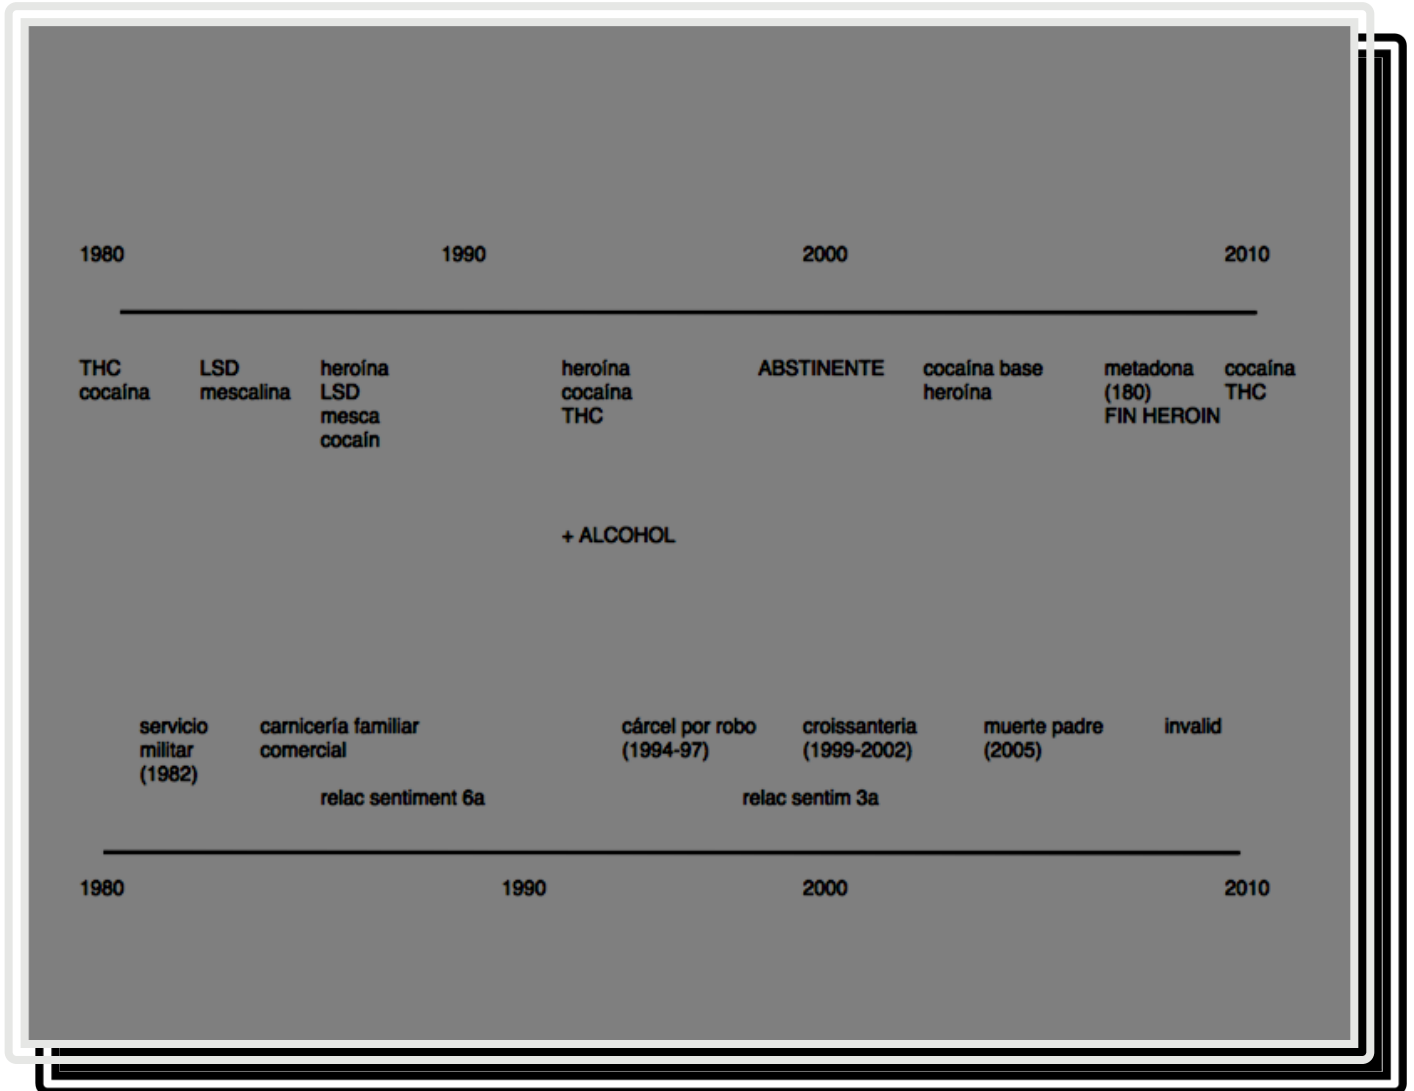 1980 1990 2000 2010
THC LSD heroína heroína ABSTINENTE cocaína base metadona cocaína
cocaína mescalina LSD cocaína heroína (180) THC
mesca THC FIN HEROIN
cocaín
+ ALCOHOL
servicio carnicería familiar cárcel por robo croissanteria muerte padre invalid
militar comercial (1994-97) (1999-2002) (2005)
(1982)
relac sentiment 6a relac sentim 3a
1980 1990 2000 2010